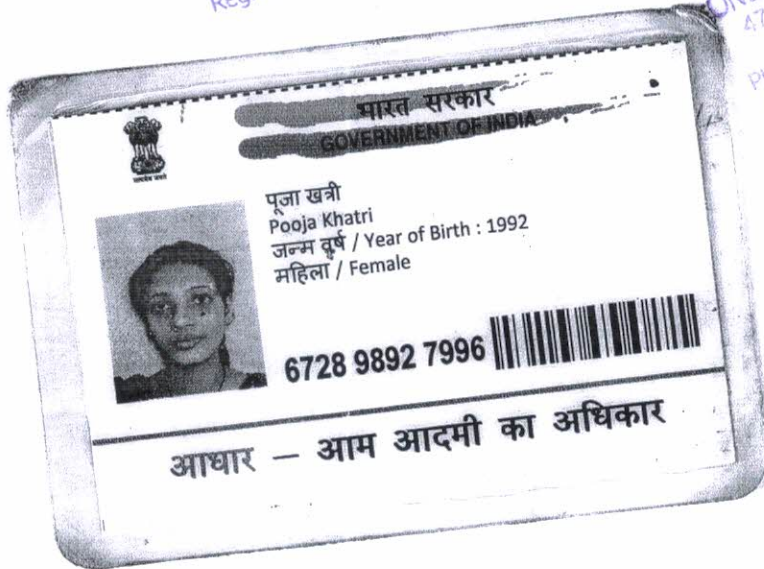 भारत सरकार
GOVERNMENT OF INDIA
पूजा खत्री
Pooja Khatri
जन्म वर्ष / Year of Birth : 1992
महिला / Female
6728 9892 7996
आधार – आम आदमी का अधिकार